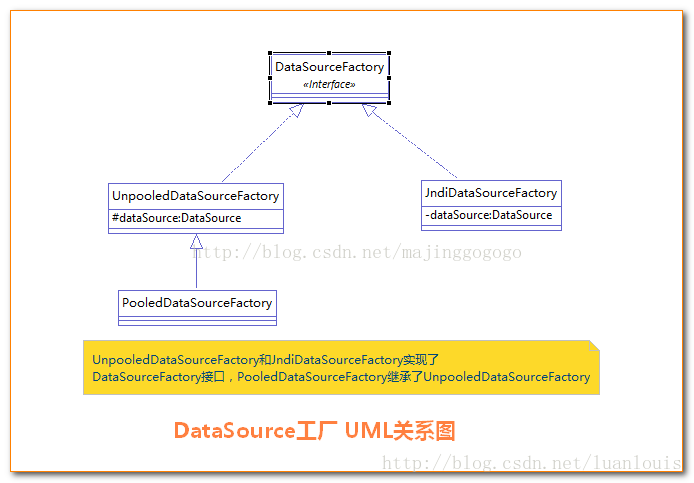 DataSourceFactory
«Interface»
UnpooledDataSourceFactory
#dataSource:DataSource
JndiDataSourceFactory
-dataSource:DataSource
http://blog.csdn.net/majinggogogo
PooledDataSourceFactory
UnpooledDataSourceFactory和JndiDataSourceFactory实现了
DataSourceFactory接口，PooledDataSourceFactory继承了UnpooledDataSourceFactory
DataSource工厂 UML关系图
http://blog.csdn.net/luanlouis